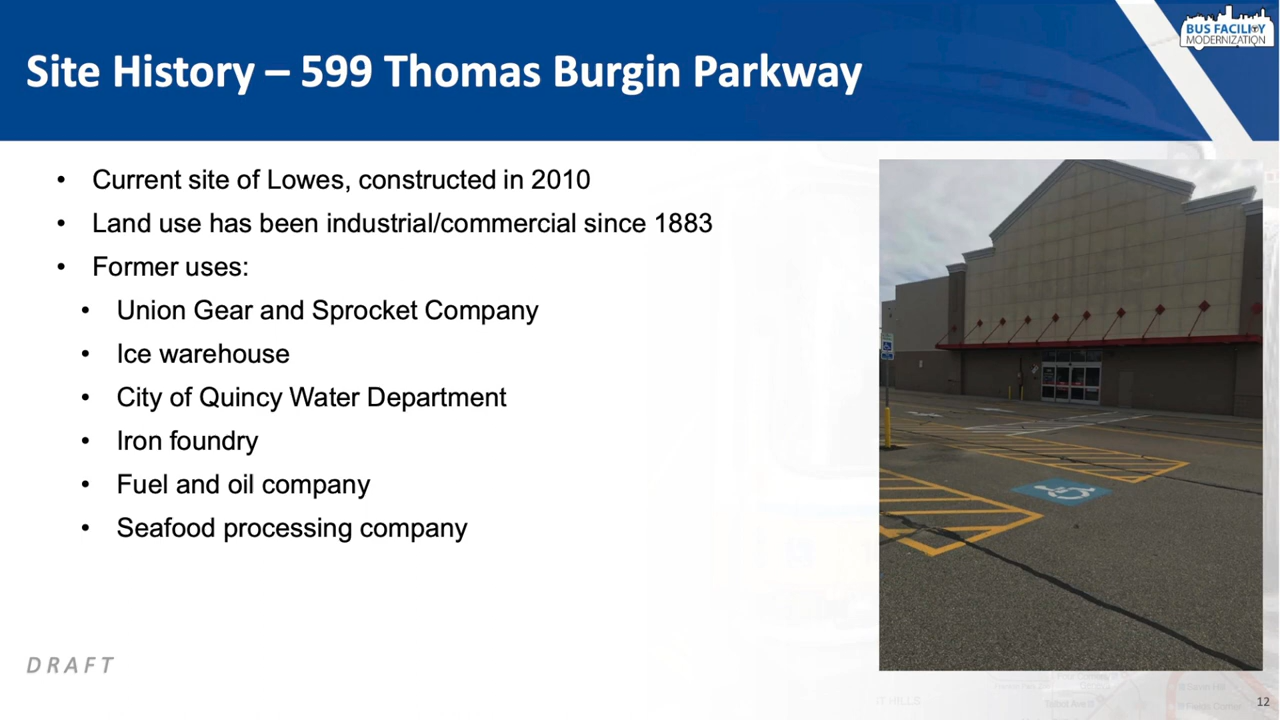 BUS FACILITY
MODERNIZATION
Site History – 599 Thomas Burgin Parkway
• Current site of Lowes, constructed in 2010
• Land use has been industrial/commercial since 1883
• Former uses:
• Union Gear and Sprocket Company
• Ice warehouse
• City of Quincy Water Department
• Iron foundry
• Fuel and oil company
• Seafood processing company
DRAFT
12